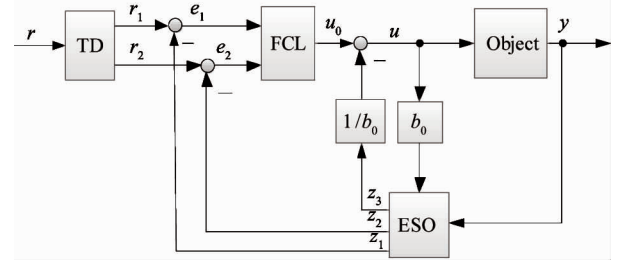 r
TD
r₁
r₂
e₁
e₂
−
—
FCL
u₀
−
u
Object
y
1/b₀
b₀
z₃
z₂
z₁
ESO